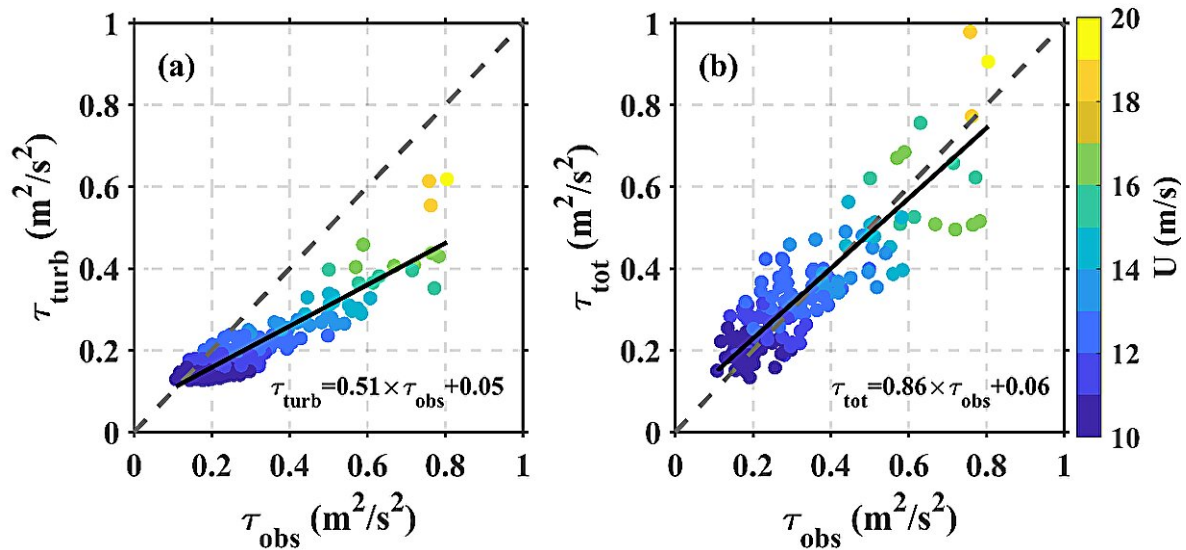 (a)
1
0.8
0.6
0.4
0.2
0
0 0.2 0.4 0.6 0.8 1
τturb (m²/s²)
τobs (m²/s²)
τturb=0.51×τobs+0.05
(b)
1
0.8
0.6
0.4
0.2
0
0 0.2 0.4 0.6 0.8 1
τtot (m²/s²)
τobs (m²/s²)
τtot=0.86×τobs+0.06
20
18
16
14
12
10
U (m/s)